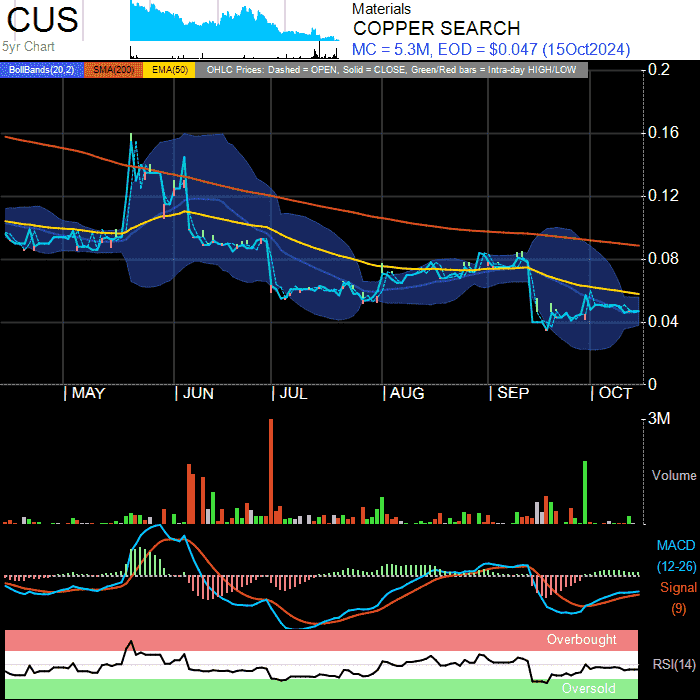 CUS
5yr Chart
Materials
COPPER SEARCH
MC = 5.3M, EOD = $0.047 (15Oct2024)
BollBands(20,2) SMA(200) EMA(50) OHLC Prices: Dashed = OPEN, Solid = CLOSE, Green/Red bars = Intra-day HIGH/LOW
0.2
0.16
0.12
0.08
0.04
0
| MAY | JUN | JUL | AUG | SEP | OCT
3M
Volume
MACD
(12-26)
Signal
(9)
Overbought
RSI(14)
Oversold